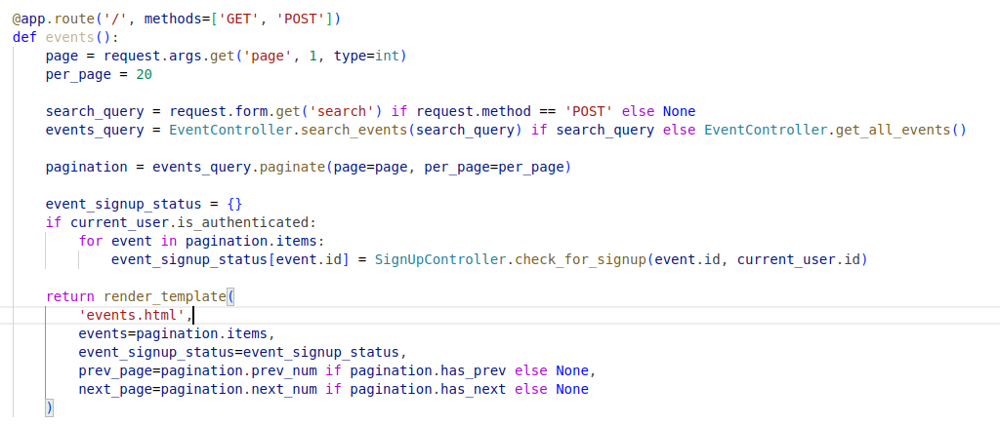 @app.route('/', methods=['GET', 'POST'])
def events():
    page = request.args.get('page', 1, type=int)
    per_page = 20

    search_query = request.form.get('search') if request.method == 'POST' else None
    events_query = EventController.search_events(search_query) if search_query else EventController.get_all_events()

    pagination = events_query.paginate(page=page, per_page=per_page)

    event_signup_status = {}
    if current_user.is_authenticated:
        for event in pagination.items:
            event_signup_status[event.id] = SignUpController.check_for_signup(event.id, current_user.id)

    return render_template(
        'events.html',
        events=pagination.items,
        event_signup_status=event_signup_status,
        prev_page=pagination.prev_num if pagination.has_prev else None,
        next_page=pagination.next_num if pagination.has_next else None
    )